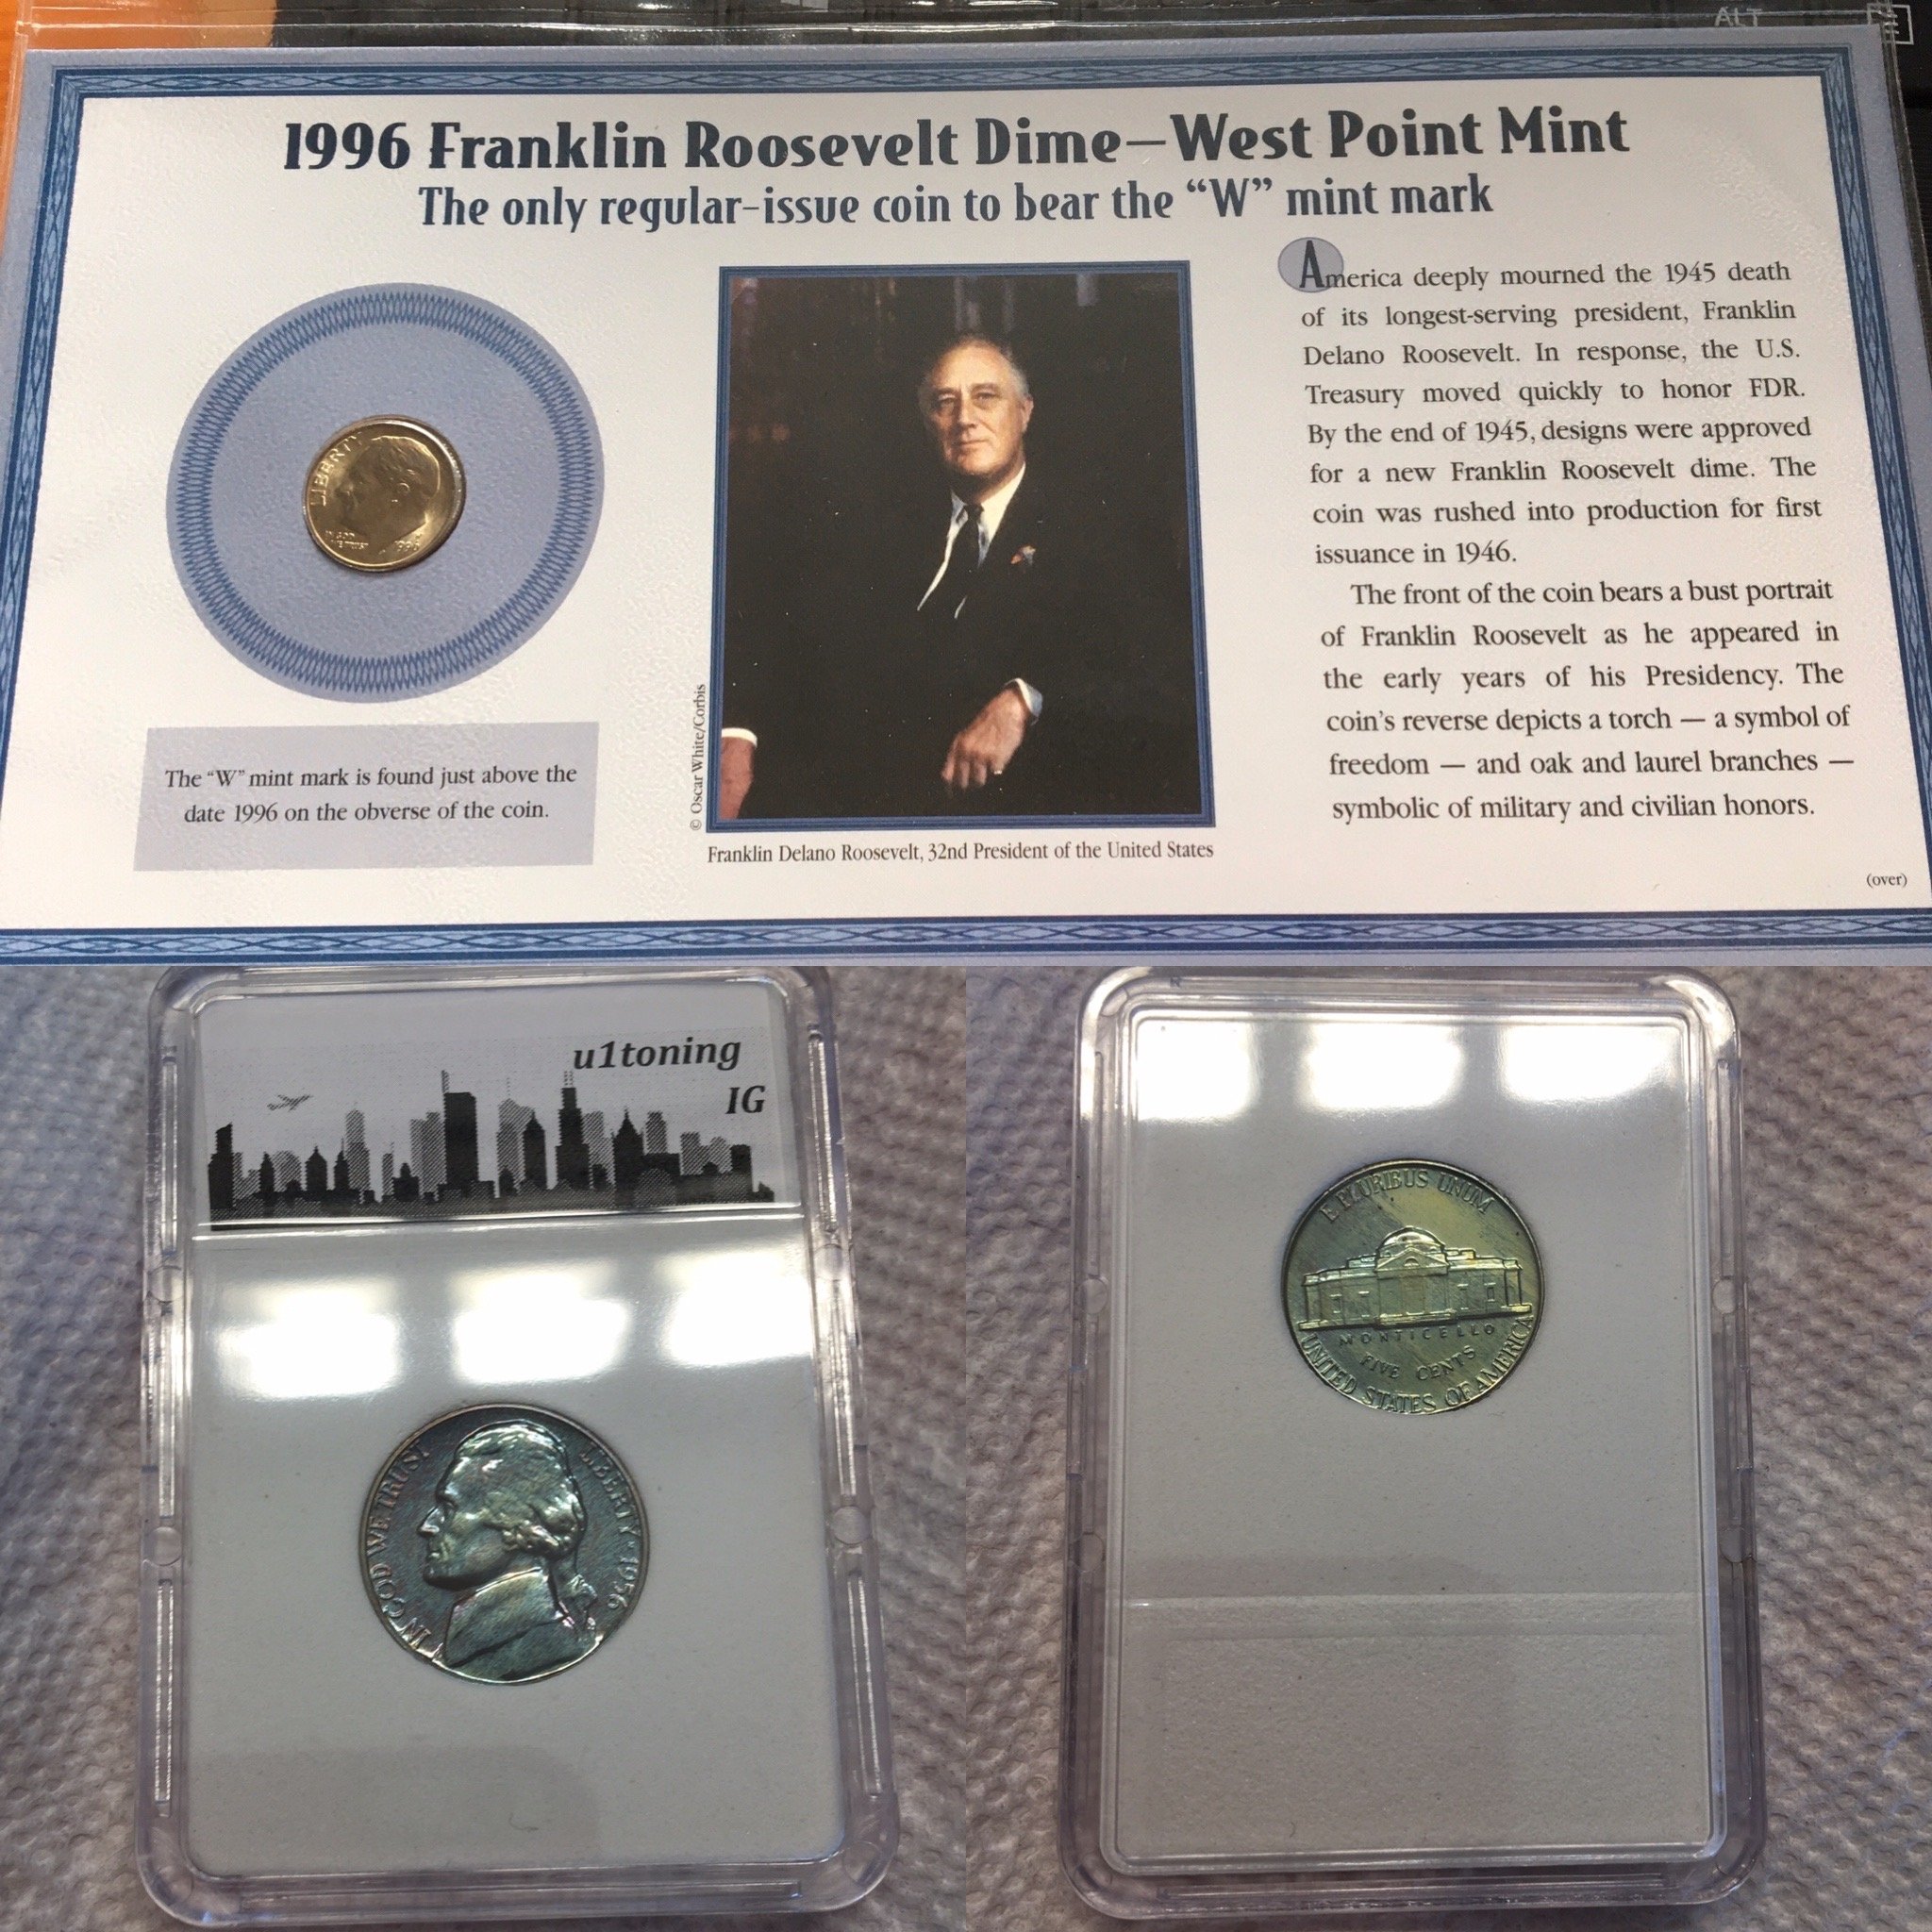 ALT
1996 Franklin Roosevelt Dime—West Point Mint
The only regular-issue coin to bear the “W” mint mark
LIBERTY
IN GOD
WE TRUST
1996
The “W” mint mark is found just above the
date 1996 on the obverse of the coin.
© Oscar White/Corbis
Franklin Delano Roosevelt, 32nd President of the United States
America deeply mourned the 1945 death
of its longest-serving president, Franklin
Delano Roosevelt. In response, the U.S.
Treasury moved quickly to honor FDR.
By the end of 1945, designs were approved
for a new Franklin Roosevelt dime. The
coin was rushed into production for first
issuance in 1946.
The front of the coin bears a bust portrait
of Franklin Roosevelt as he appeared in
the early years of his Presidency. The
coin's reverse depicts a torch — a symbol of
freedom — and oak and laurel branches —
symbolic of military and civilian honors.
(over)
u1toning
IG
IN GOD WE TRUST
LIBERTY 1956
E PLURIBUS UNUM
MONTICELLO
FIVE CENTS
UNITED STATES OF AMERICA